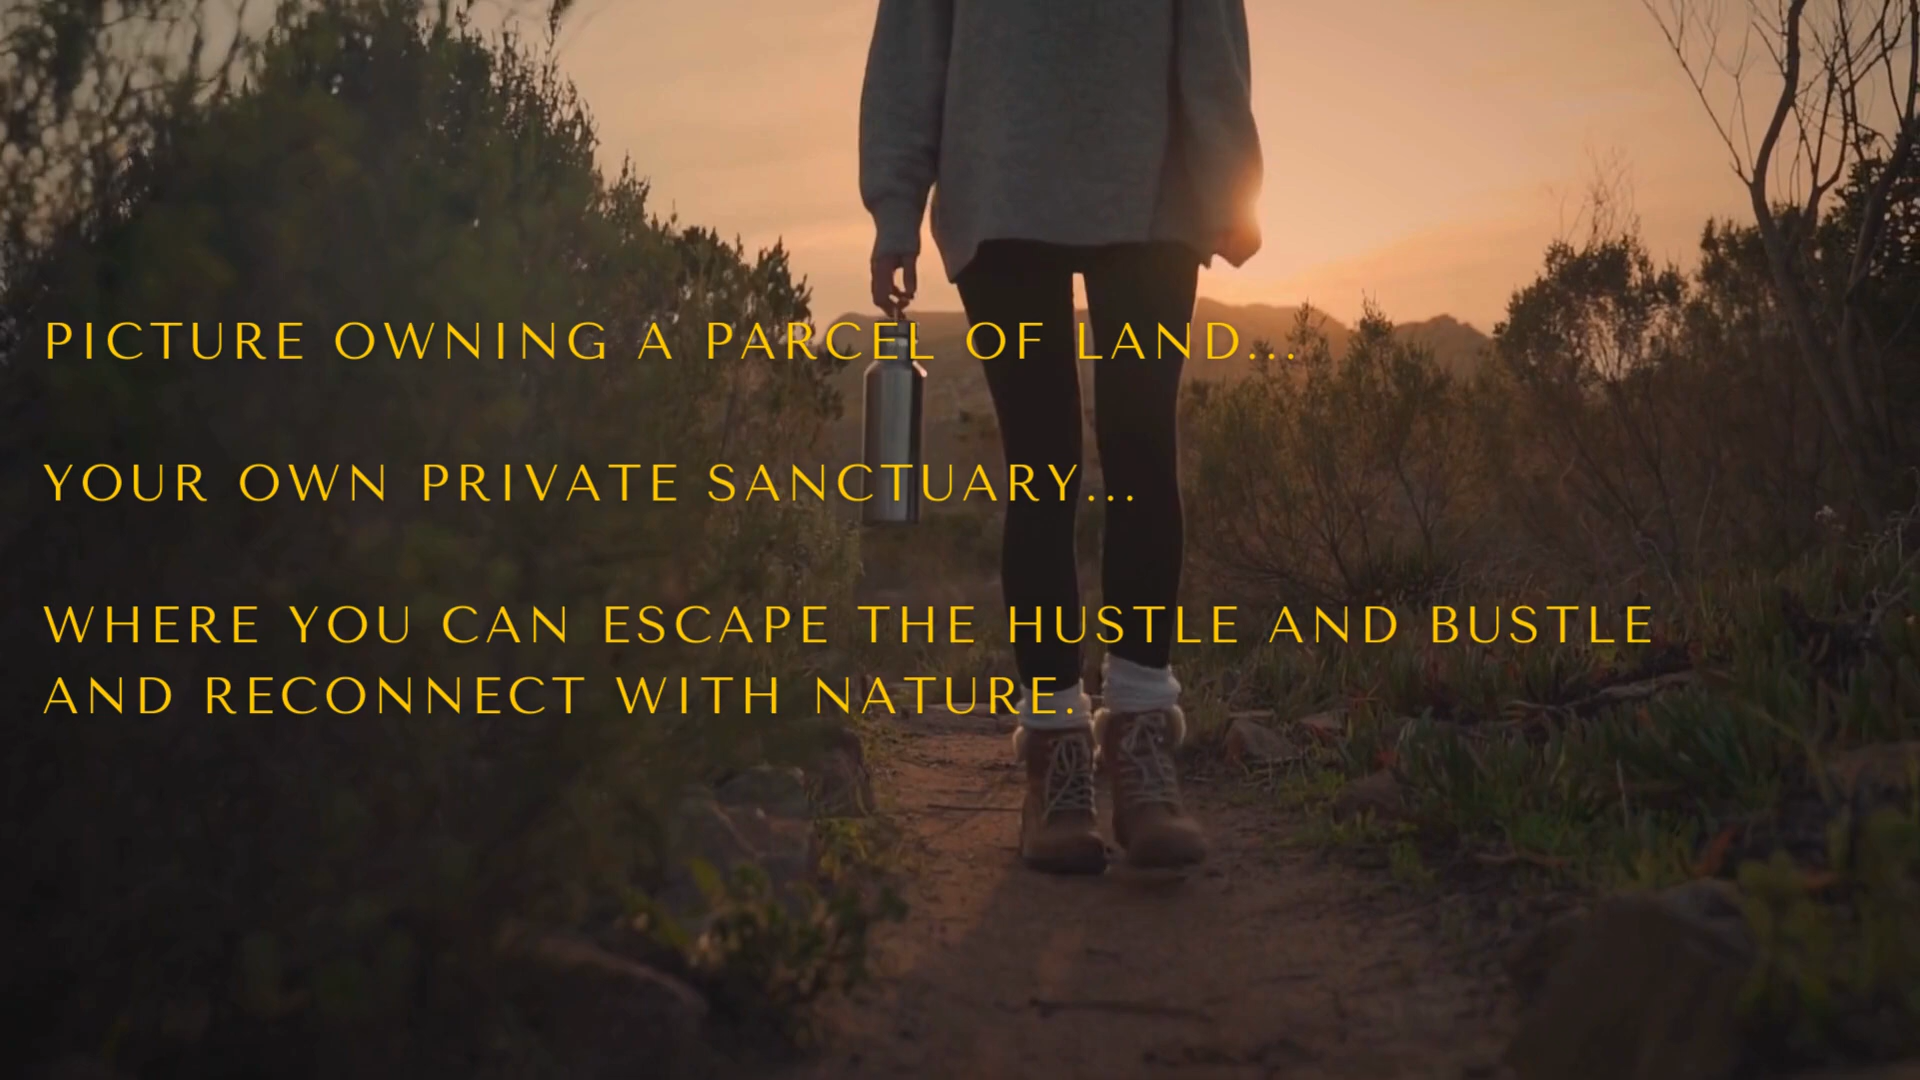 PICTURE OWNING A PARCEL OF LAND...
YOUR OWN PRIVATE SANCTUARY...
WHERE YOU CAN ESCAPE THE HUSTLE AND BUSTLE
AND RECONNECT WITH NATURE.